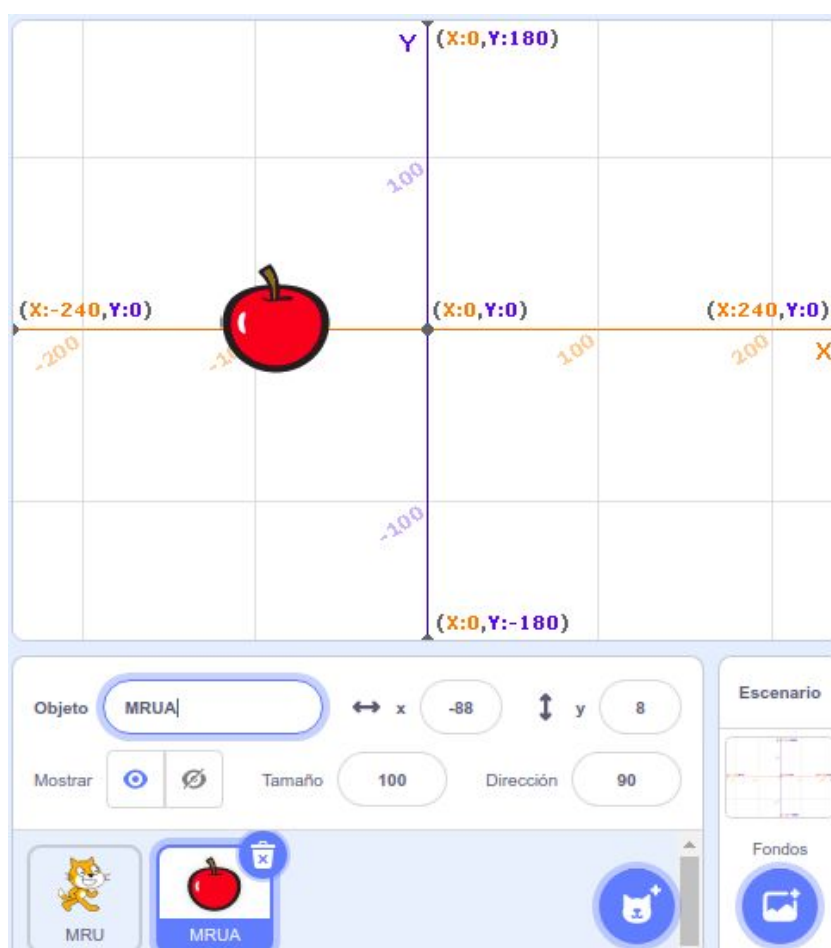 Y (X:0,Y:180)
100
(X:-240,Y:0) (X:0,Y:0) (X:240,Y:0)
-200 100 200 X
-100
(X:0,Y:-180)
Objeto MRUA x -88 y 8
Escenario
Mostrar Tamaño 100 Dirección 90
Fondos
MRU MRUA